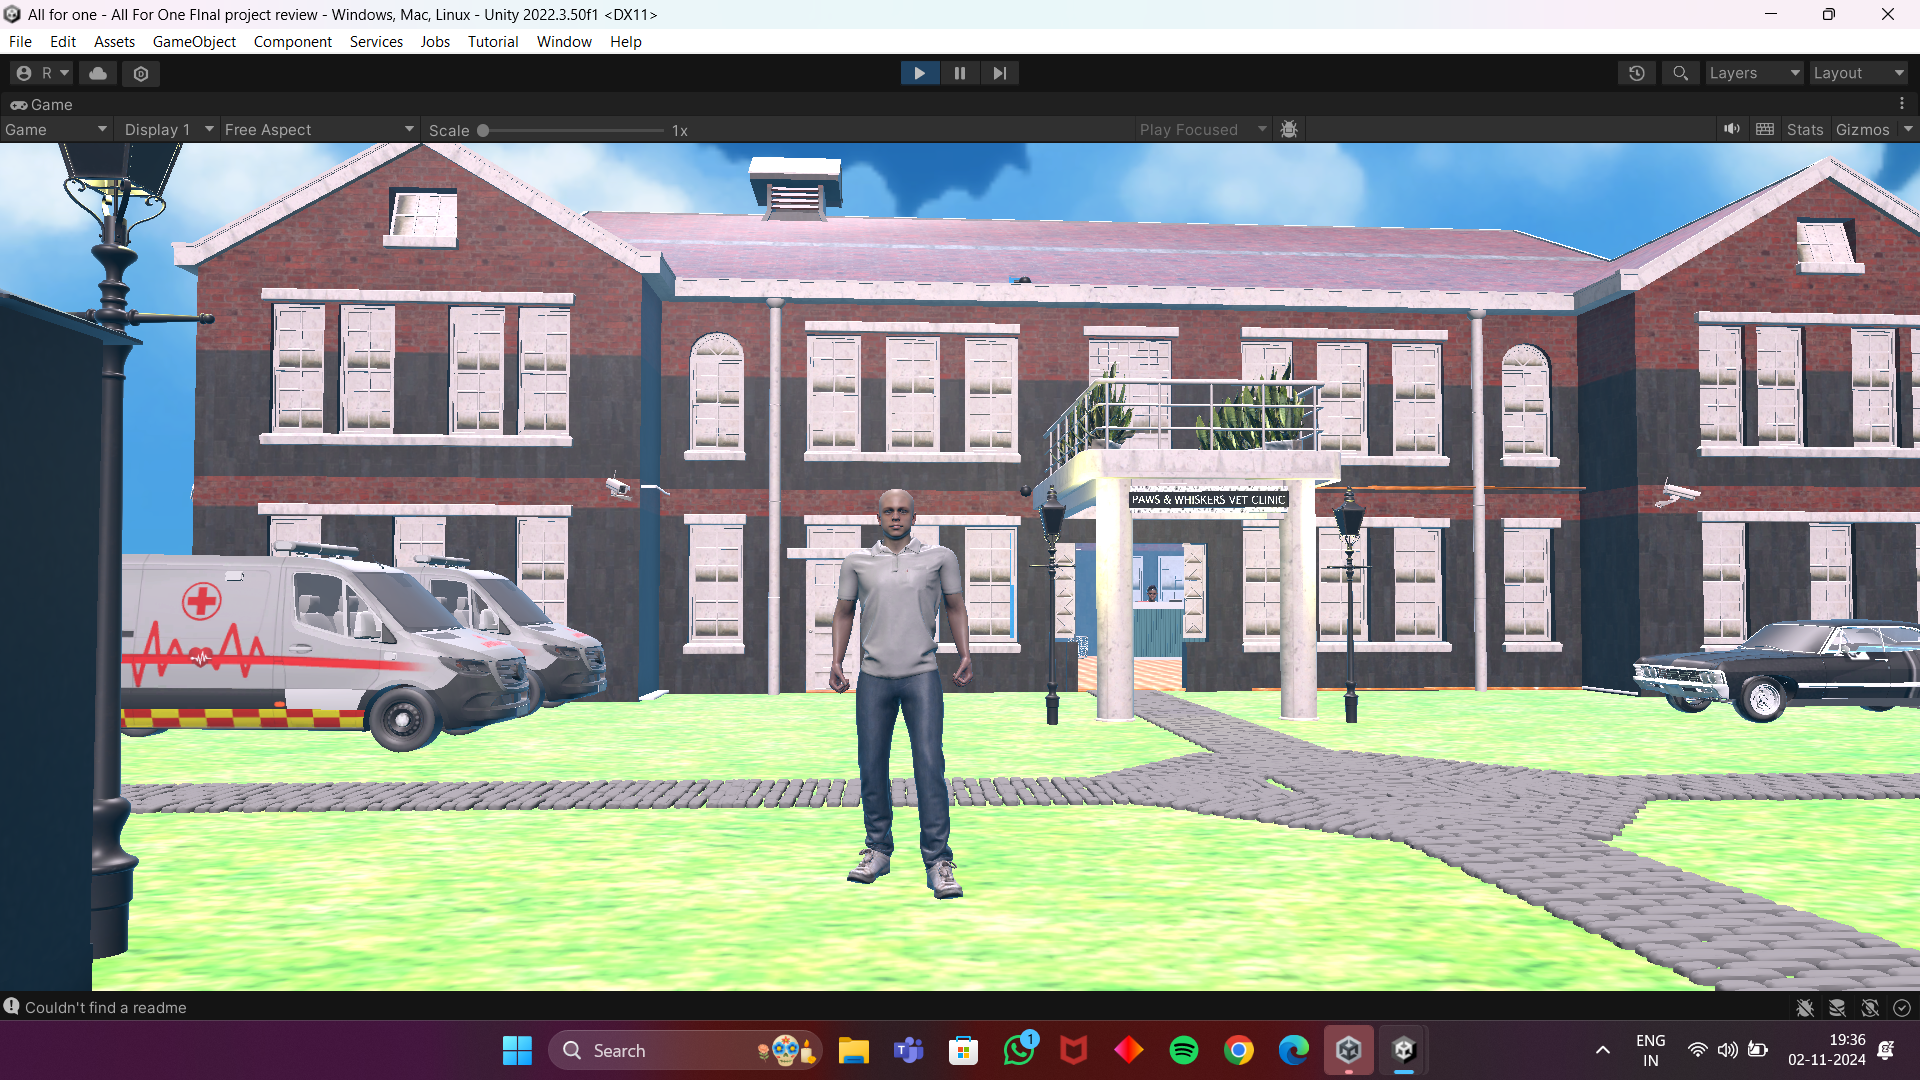 All for one - All For One FInal project review - Windows, Mac, Linux - Unity 2022.3.50f1 <DX11>
File Edit Assets GameObject Component Services Jobs Tutorial Window Help
R Layers Layout
Game
Game Display 1 Free Aspect Scale 1x Play Focused Stats Gizmos
PAWS & WHISKERS VET CLINIC
Couldn't find a readme
Search 1 ENG 19:36
IN 02-11-2024